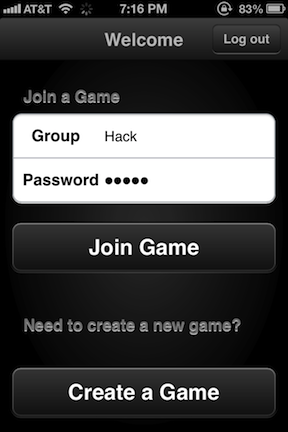 AT&T 7:16 PM 83%
Welcome
Log out
Join a Game
Group Hack
Password •••••
Join Game
Need to create a new game?
Create a Game